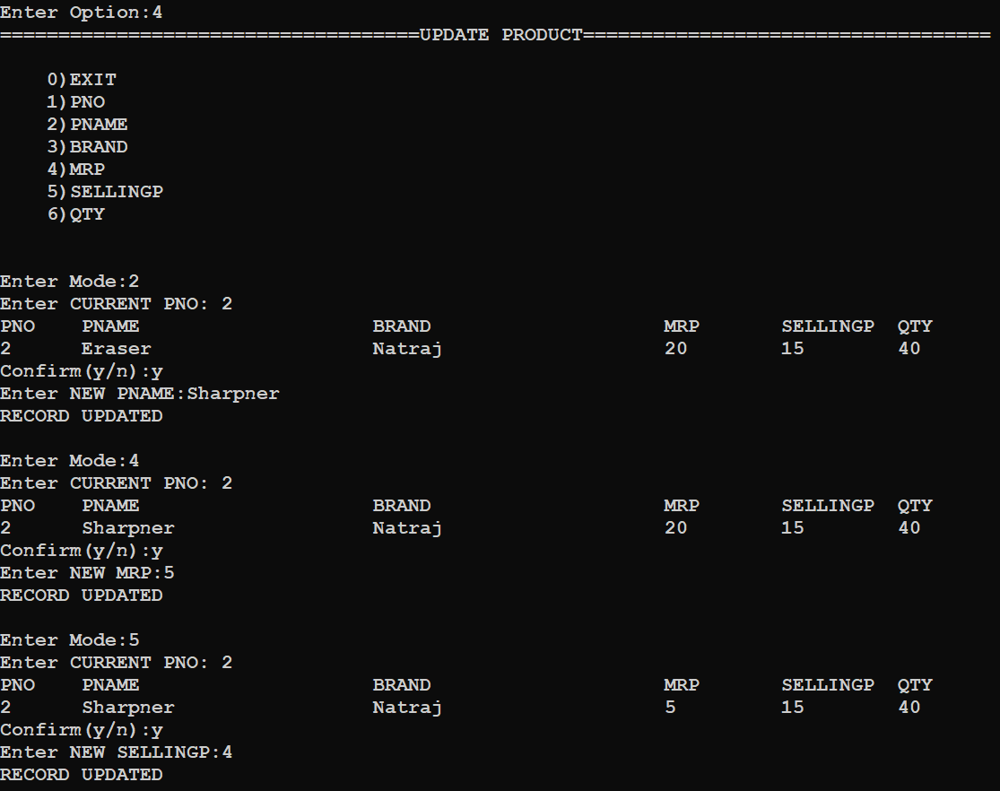 Enter Option:4
====================================UPDATE PRODUCT===================================
0)EXIT
1)PNO
2)PNAME
3)BRAND
4)MRP
5)SELLINGP
6)QTY
Enter Mode:2
Enter CURRENT PNO: 2
PNO    PNAME                    BRAND                    MRP       SELLINGP  QTY
2      Eraser                   Natraj                   20        15        40
Confirm(y/n):y
Enter NEW PNAME:Sharpner
RECORD UPDATED
Enter Mode:4
Enter CURRENT PNO: 2
PNO    PNAME                    BRAND                    MRP       SELLINGP  QTY
2      Sharpner                 Natraj                   20        15        40
Confirm(y/n):y
Enter NEW MRP:5
RECORD UPDATED
Enter Mode:5
Enter CURRENT PNO: 2
PNO    PNAME                    BRAND                    MRP       SELLINGP  QTY
2      Sharpner                 Natraj                   5         15        40
Confirm(y/n):y
Enter NEW SELLINGP:4
RECORD UPDATED